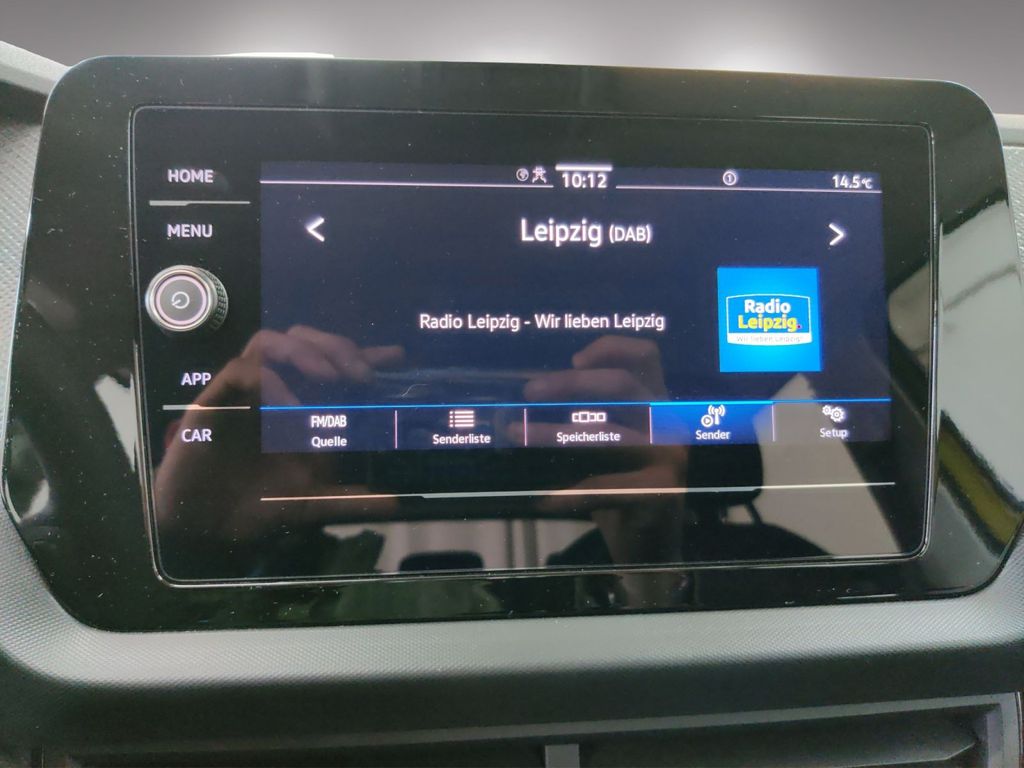 HOME
MENU
APP
CAR
10:12
1
14.5°C
< Leipzig (DAB) >
Radio Leipzig - Wir lieben Leipzig
Radio
Leipzig.
Wir lieben Leipzig!
FM/DAB
Quelle
Senderliste
Speicherliste
Sender
Setup